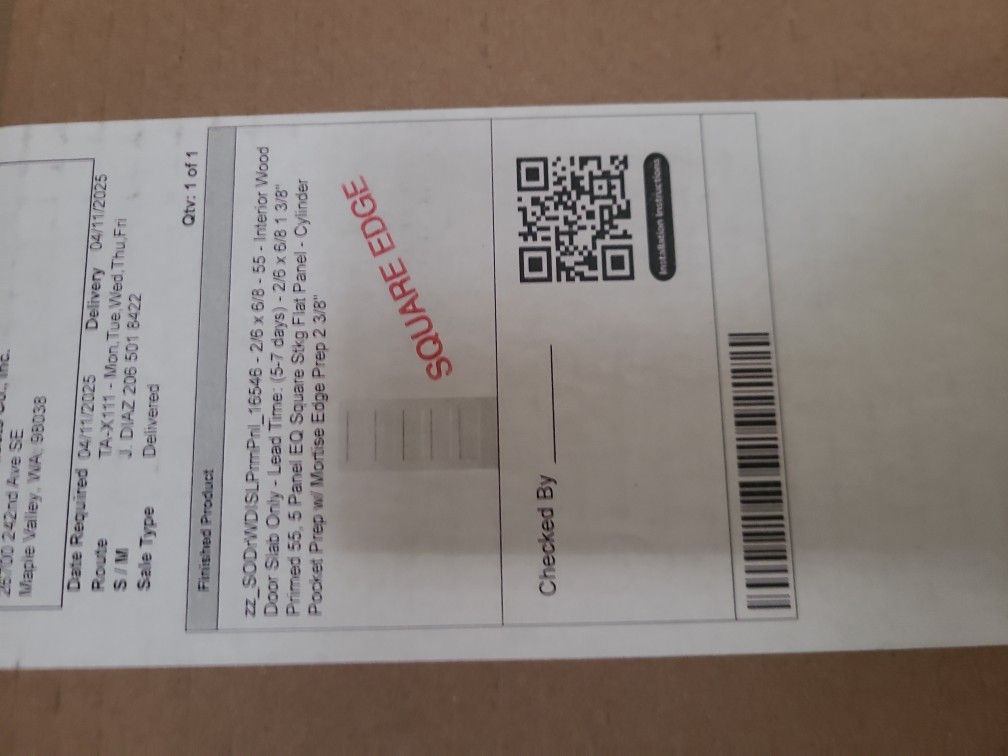 25700 242nd Ave SE
Maple Valley, WA, 98038
Date Required 04/11/2025 Delivery 04/11/2025
Route TA-X111 - Mon,Tue,Wed,Thu,Fri
S / M J. DIAZ 206 501 8422
Sale Type Delivered
Qty: 1 of 1
Finished Product
zz_SODrWDISLPrmPnl_16546 - 2/6 x 6/8 - 55 - Interior Wood
Door Slab Only - Lead Time: (5-7 days) - 2/6 x 6/8 1 3/8"
Primed 55, 5 Panel EQ Square Stkg Flat Panel - Cylinder
Pocket Prep w/ Mortise Edge Prep 2 3/8"
SQUARE EDGE
Checked By
Installation Instructions